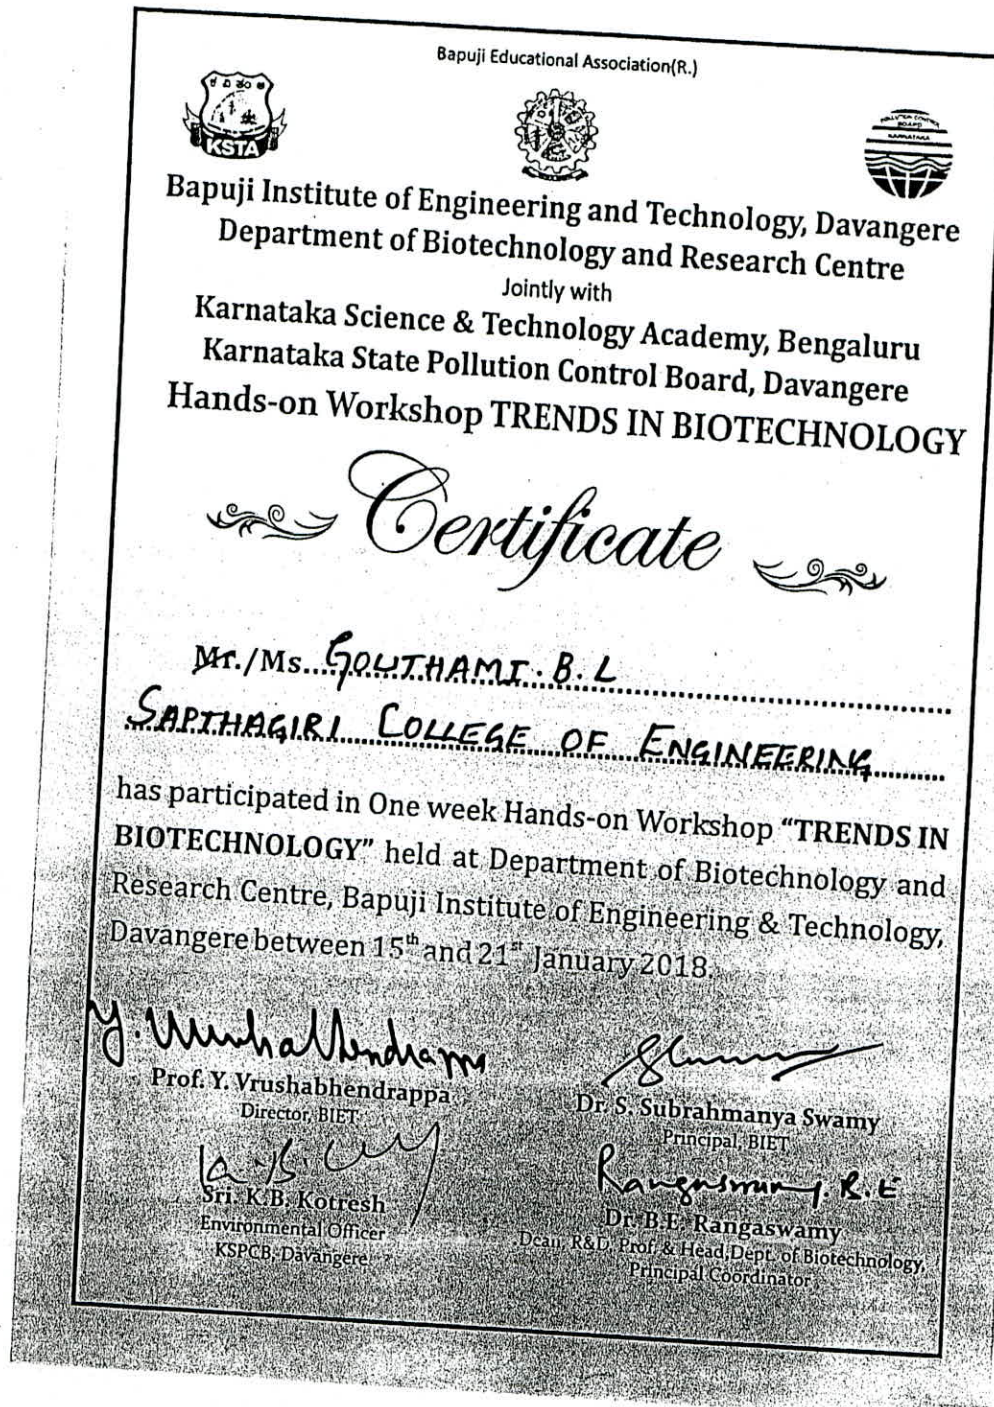 Bapuji Educational Association(R.)
ಕ ವಿ ತಂ ಅ
KSTA
POLLUTION CONTROL
BOARD
KARNATAKA
Bapuji Institute of Engineering and Technology, Davangere
Department of Biotechnology and Research Centre
Jointly with
Karnataka Science & Technology Academy, Bengaluru
Karnataka State Pollution Control Board, Davangere
Hands-on Workshop TRENDS IN BIOTECHNOLOGY
Certificate
Mr./Ms. GOUTHAMI. B. L
SAPTHAGIRI COLLEGE OF ENGINEERING
has participated in One week Hands-on Workshop “TRENDS IN
BIOTECHNOLOGY” held at Department of Biotechnology and
Research Centre, Bapuji Institute of Engineering & Technology,
Davangere between 15th and 21st January 2018.
Prof. Y. Vrushabhendrappa
Director, BIET
Dr. S. Subrahmanya Swamy
Principal, BIET
Rangaswamy. B. E
Sri. K.B. Kotresh
Environmental Officer
KSPCB, Davangere
Dr. B.E. Rangaswamy
Dean, R&D, Prof. & Head, Dept. of Biotechnology,
Principal Coordinator